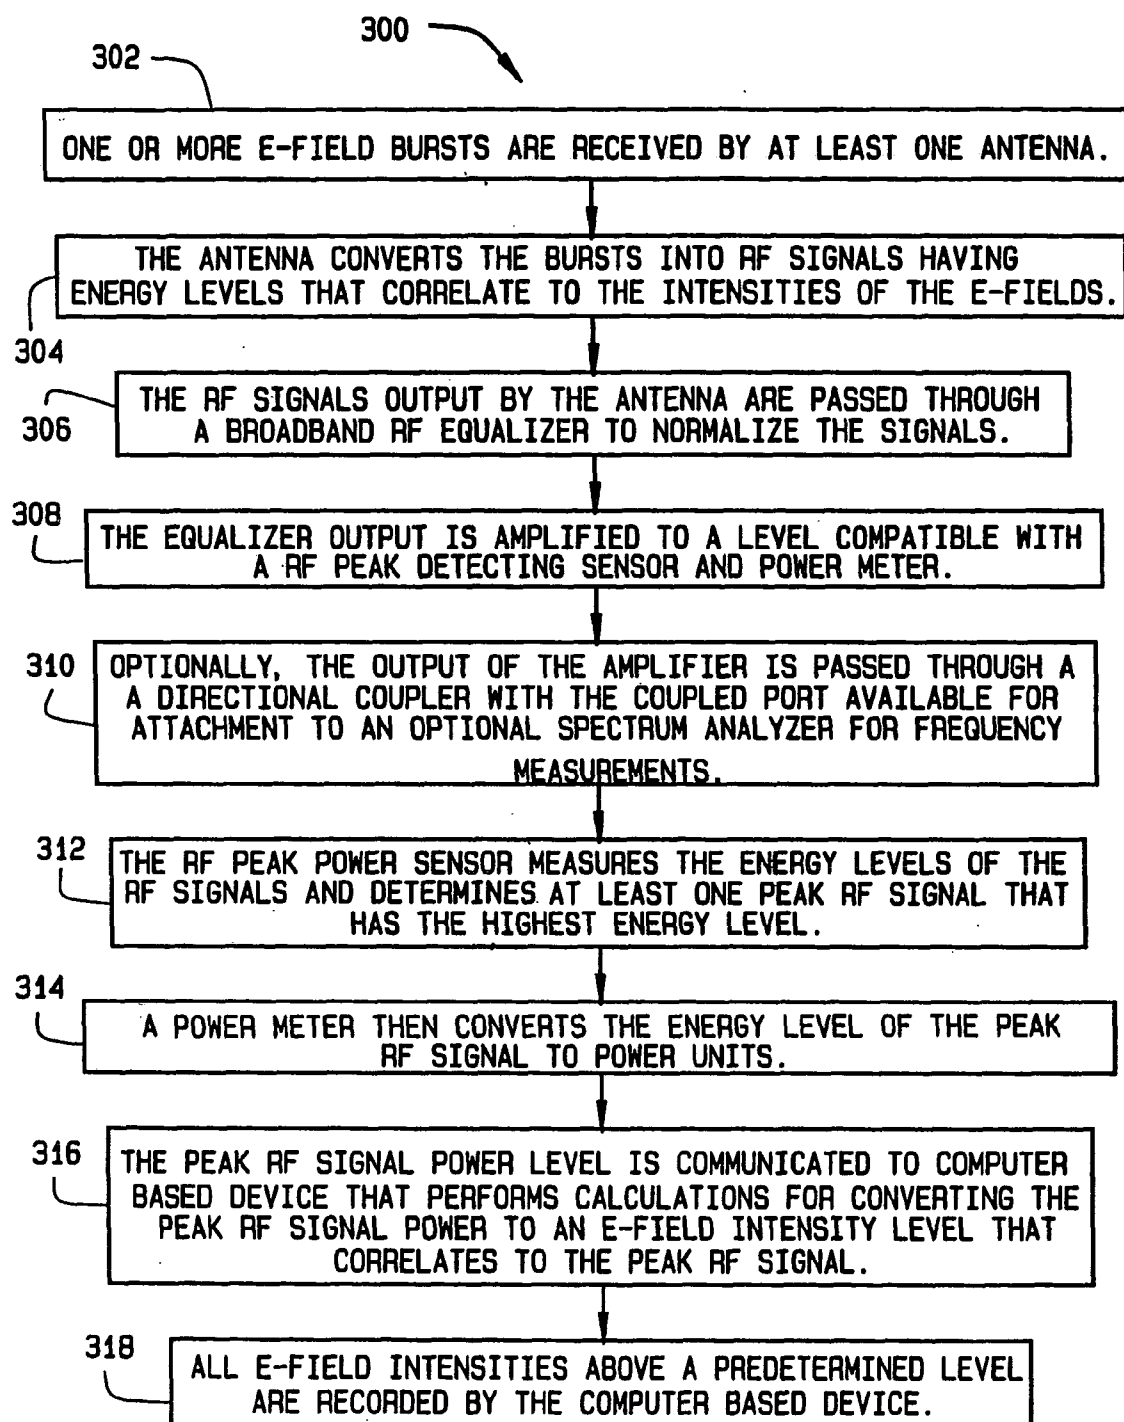 300
302
ONE OR MORE E-FIELD BURSTS ARE RECEIVED BY AT LEAST ONE ANTENNA.
THE ANTENNA CONVERTS THE BURSTS INTO RF SIGNALS HAVING
ENERGY LEVELS THAT CORRELATE TO THE INTENSITIES OF THE E-FIELDS.
304
THE RF SIGNALS OUTPUT BY THE ANTENNA ARE PASSED THROUGH
A BROADBAND RF EQUALIZER TO NORMALIZE THE SIGNALS.
306
308
THE EQUALIZER OUTPUT IS AMPLIFIED TO A LEVEL COMPATIBLE WITH
A RF PEAK DETECTING SENSOR AND POWER METER.
310
OPTIONALLY, THE OUTPUT OF THE AMPLIFIER IS PASSED THROUGH A
A DIRECTIONAL COUPLER WITH THE COUPLED PORT AVAILABLE FOR
ATTACHMENT TO AN OPTIONAL SPECTRUM ANALYZER FOR FREQUENCY
MEASUREMENTS.
312
THE RF PEAK POWER SENSOR MEASURES THE ENERGY LEVELS OF THE
RF SIGNALS AND DETERMINES AT LEAST ONE PEAK RF SIGNAL THAT
HAS THE HIGHEST ENERGY LEVEL.
314
A POWER METER THEN CONVERTS THE ENERGY LEVEL OF THE PEAK
RF SIGNAL TO POWER UNITS.
316
THE PEAK RF SIGNAL POWER LEVEL IS COMMUNICATED TO COMPUTER
BASED DEVICE THAT PERFORMS CALCULATIONS FOR CONVERTING THE
PEAK RF SIGNAL POWER TO AN E-FIELD INTENSITY LEVEL THAT
CORRELATES TO THE PEAK RF SIGNAL.
318
ALL E-FIELD INTENSITIES ABOVE A PREDETERMINED LEVEL
ARE RECORDED BY THE COMPUTER BASED DEVICE.